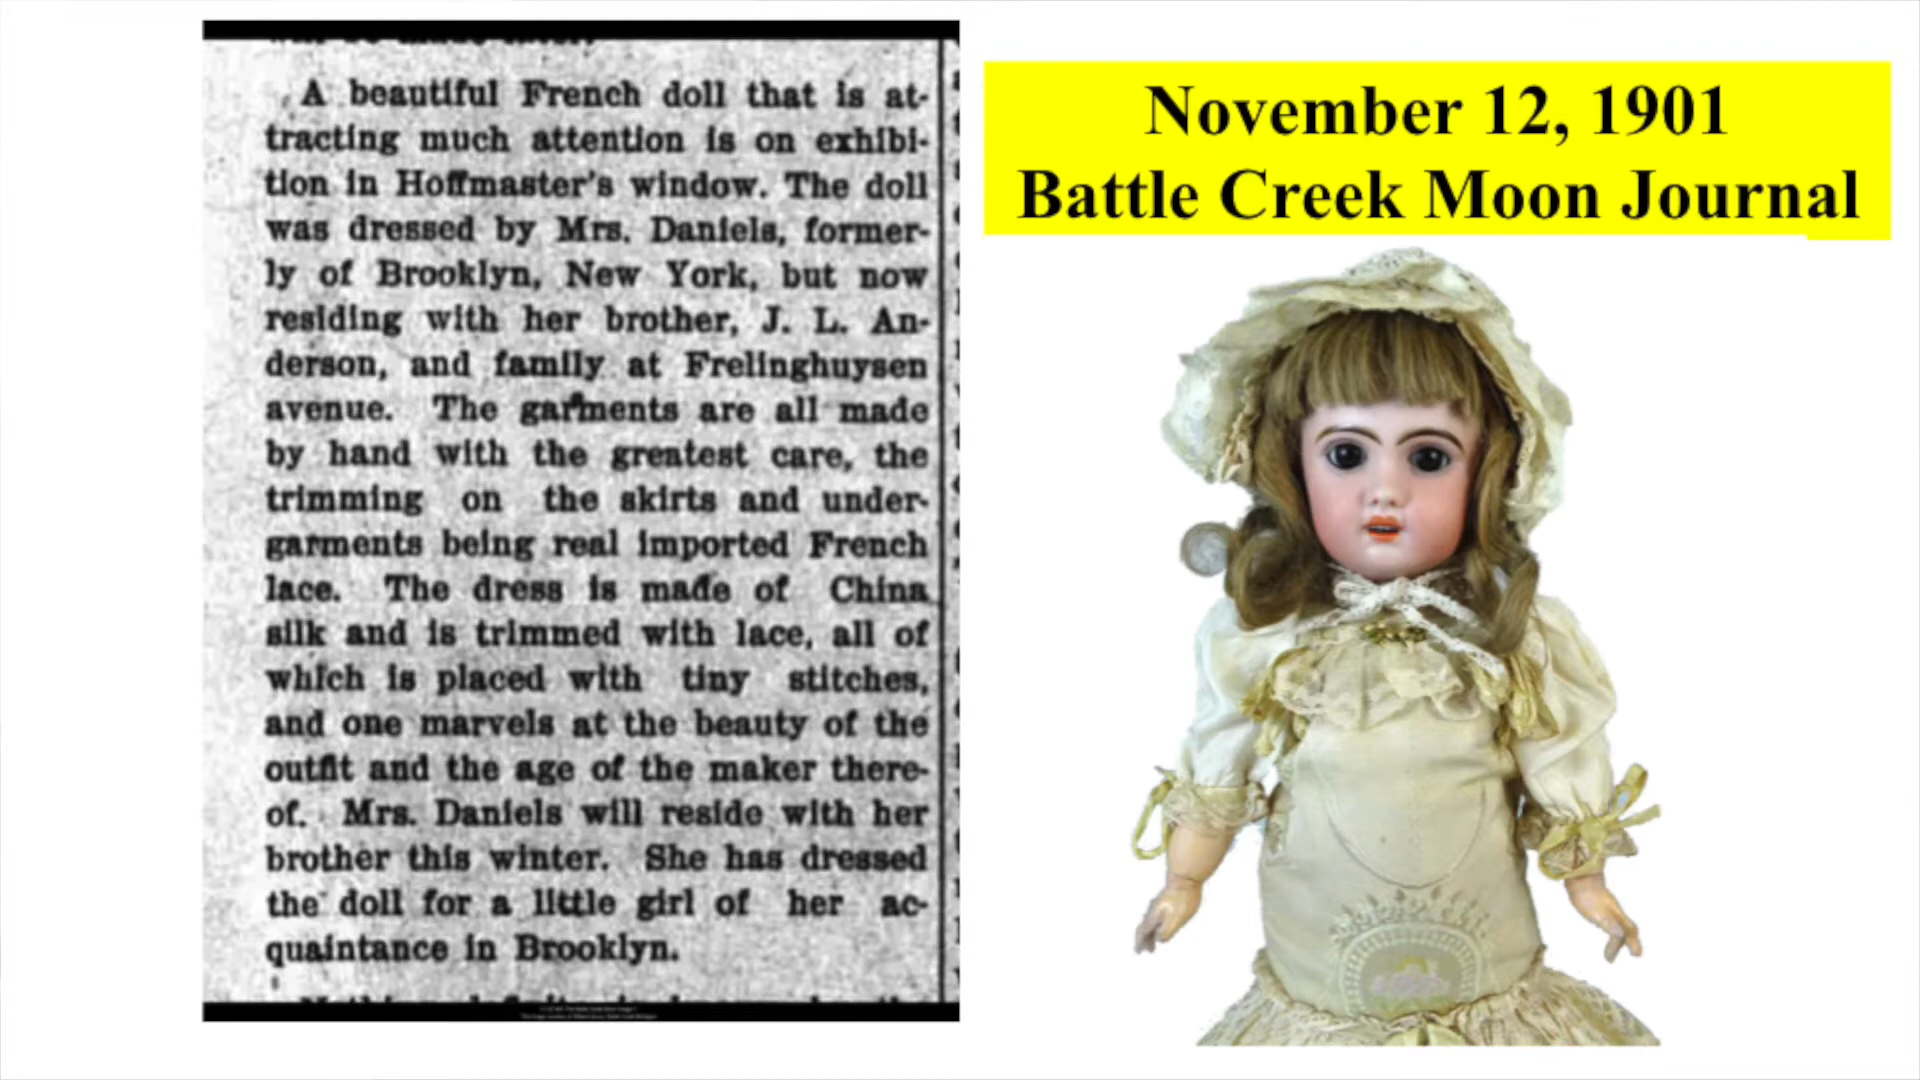 A beautiful French doll that is at-
tracting much attention is on exhibi-
tion in Hoffmaster's window. The doll
was dressed by Mrs. Daniels, former-
ly of Brooklyn, New York, but now
residing with her brother, J. L. An-
derson, and family at Frelinghuysen
avenue. The garments are all made
by hand with the greatest care, the
trimming on the skirts and under-
garments being real imported French
lace. The dress is made of China
silk and is trimmed with lace, all of
which is placed with tiny stitches,
and one marvels at the beauty of the
outfit and the age of the maker there-
of. Mrs. Daniels will reside with her
brother this winter. She has dressed
the doll for a little girl of her ac-
quaintance in Brooklyn.
November 12, 1901
Battle Creek Moon Journal